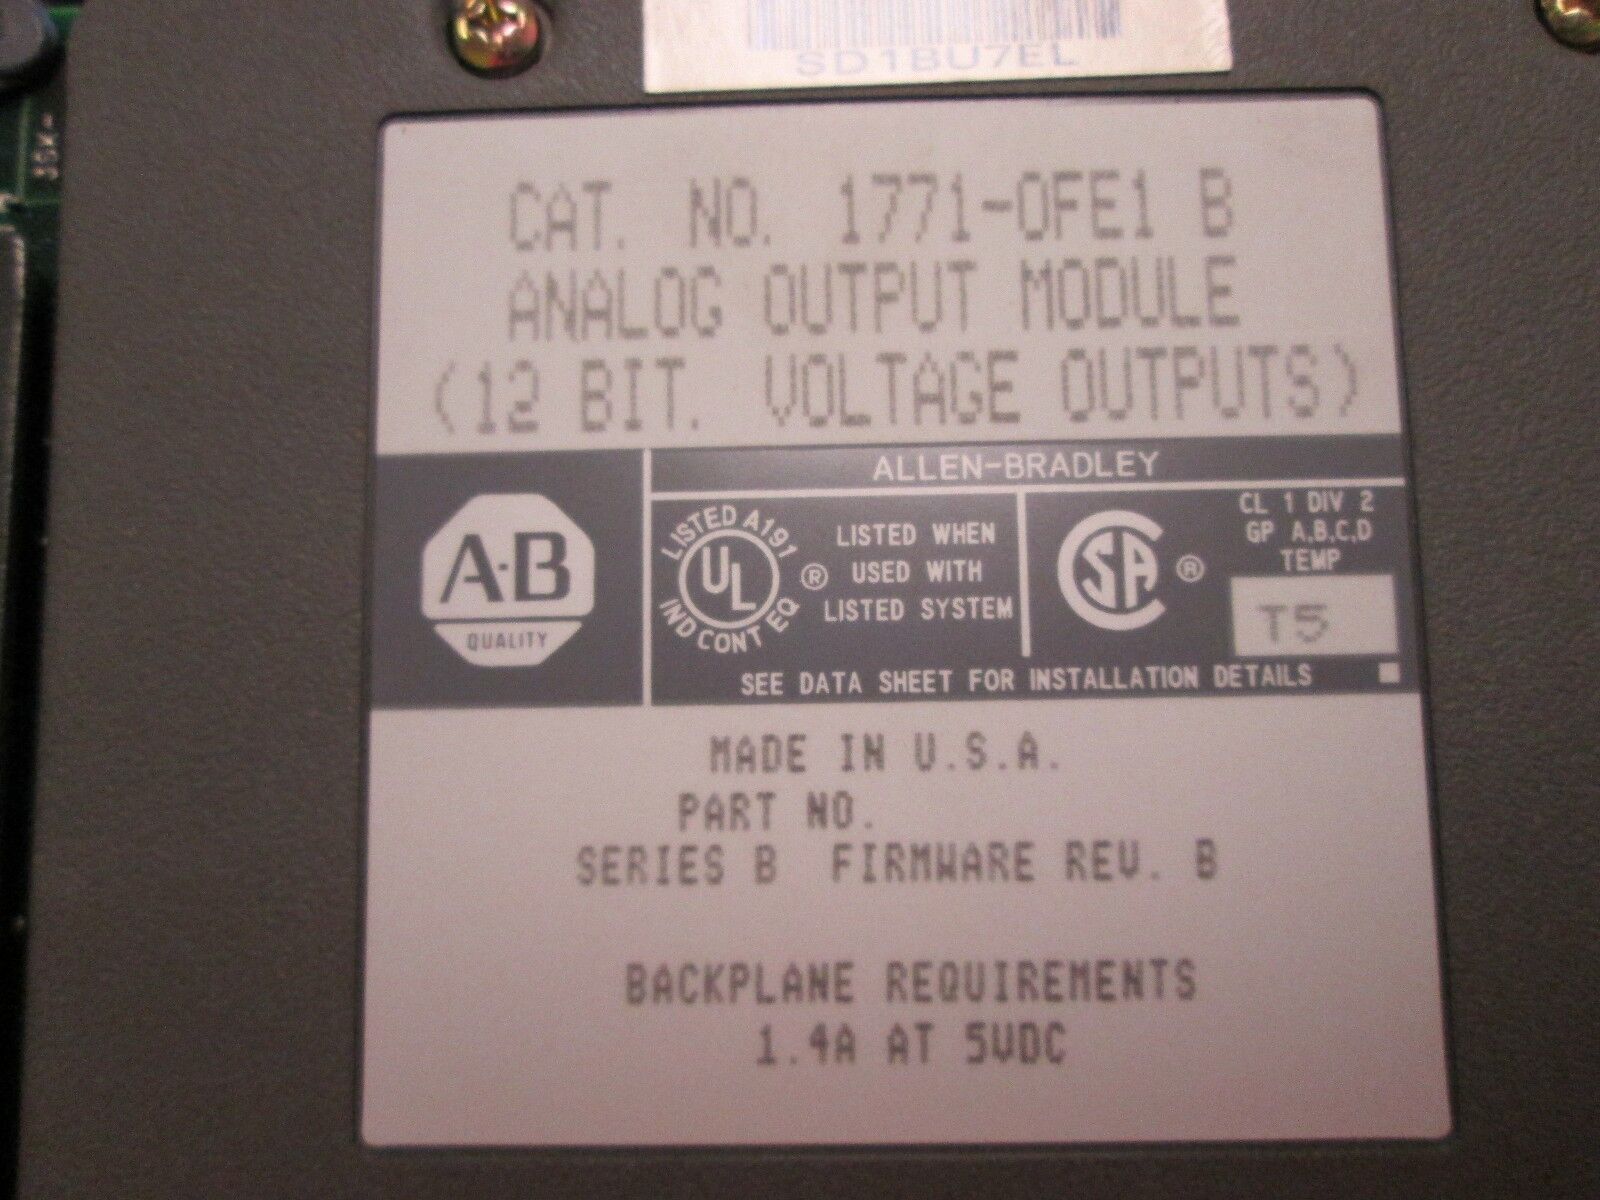 SD1BU7EL
CAT. NO. 1771-OFE1 B
ANALOG OUTPUT MODULE
(12 BIT. VOLTAGE OUTPUTS)
ALLEN-BRADLEY
A-B
QUALITY
LISTED A191
UL
IND CONT EQ
®
LISTED WHEN
USED WITH
LISTED SYSTEM
SA
®
CL 1 DIV 2
GP A,B,C,D
TEMP
T5
SEE DATA SHEET FOR INSTALLATION DETAILS
MADE IN U.S.A.
PART NO.
SERIES B FIRMWARE REV. B
BACKPLANE REQUIREMENTS
1.4A AT 5VDC